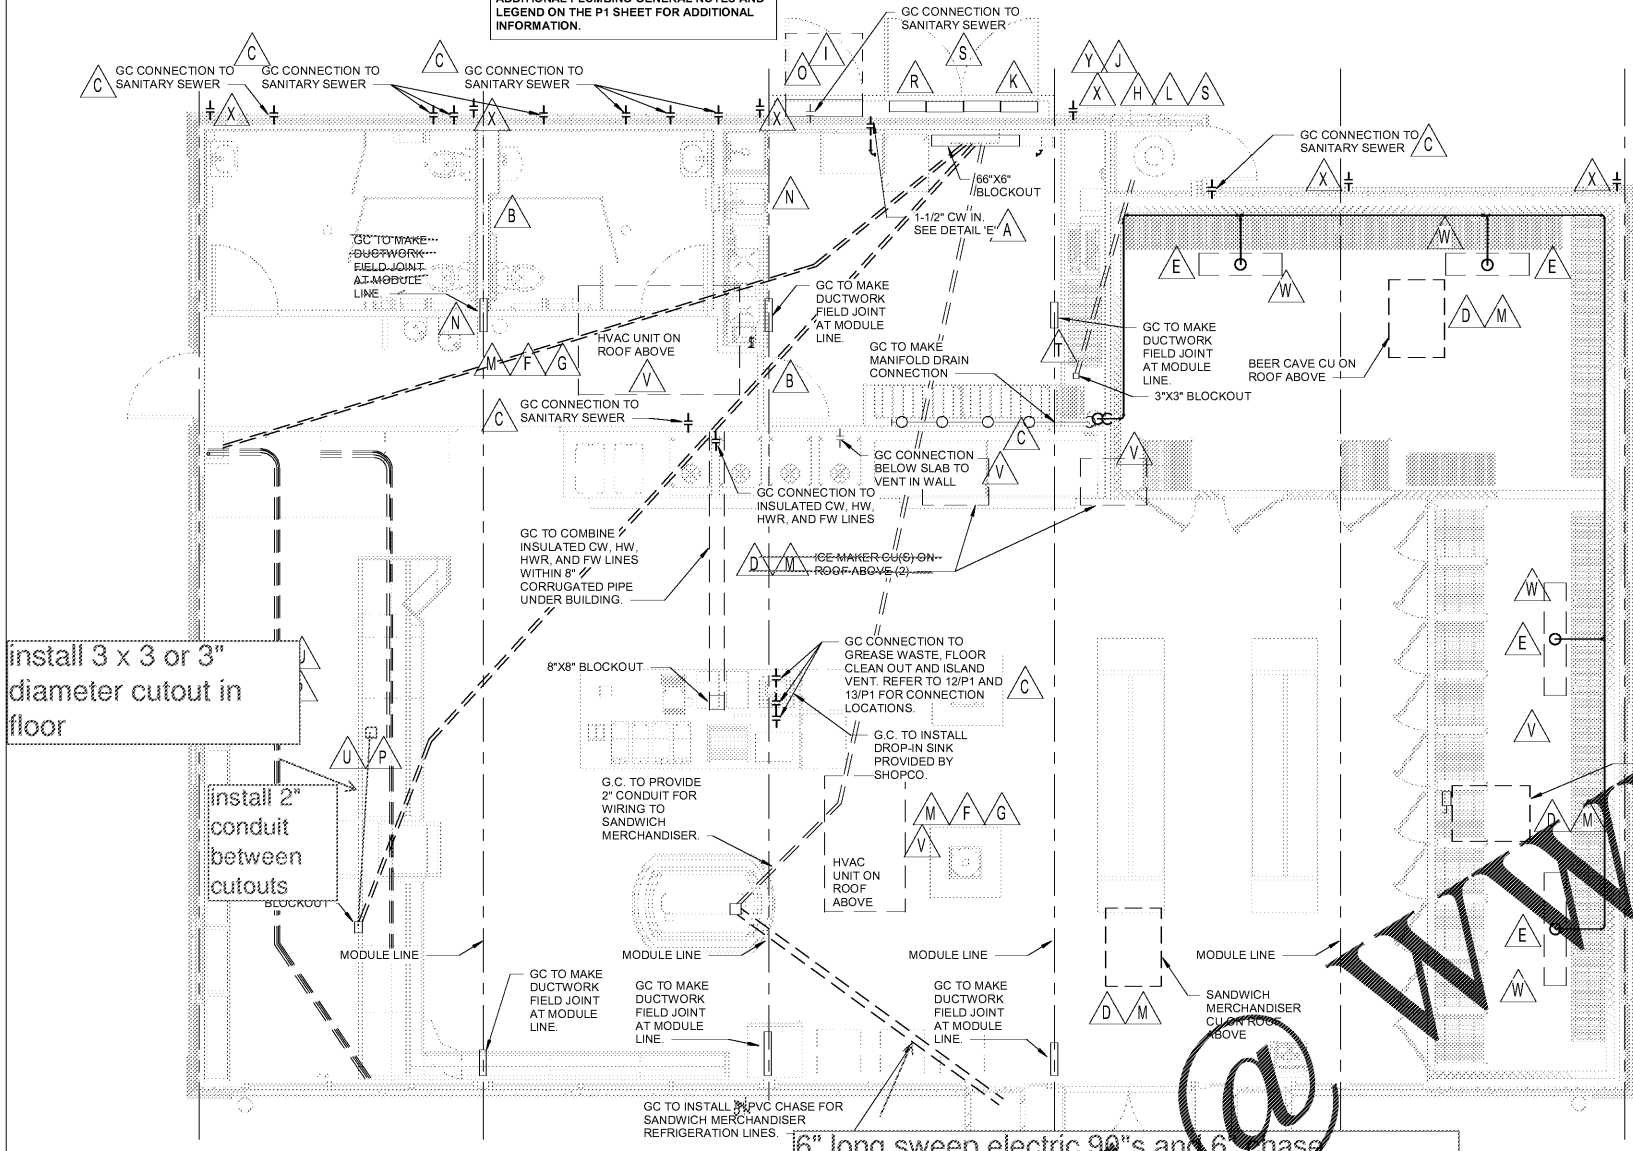 ADDITIONAL PLUMBING GENERAL NOTES AND
LEGEND ON THE P1 SHEET FOR ADDITIONAL
INFORMATION.
GC CONNECTION TO
SANITARY SEWER
I
O
S
R
K
Y
J
X
H
L
S
C
C
C
GC CONNECTION TO
SANITARY SEWER
GC CONNECTION TO
SANITARY SEWER
GC CONNECTION TO
SANITARY SEWER
X
X
X
GC CONNECTION TO
SANITARY SEWER
C
X
X
66"X6"
BLOCKOUT
N
B
1-1/2" CW IN.
SEE DETAIL 'E'
A
GC TO MAKE
DUCTWORK
FIELD JOINT
AT MODULE
LINE.
N
W
E
E
W
GC TO MAKE
DUCTWORK
FIELD JOINT
AT MODULE
LINE.
D
M
HVAC UNIT ON
ROOF ABOVE
V
M
F
G
GC TO MAKE
MANIFOLD DRAIN
CONNECTION
T
GC TO MAKE
DUCTWORK
FIELD JOINT
AT MODULE
LINE.
BEER CAVE CU ON
ROOF ABOVE
3"X3" BLOCKOUT
B
C
GC CONNECTION TO
SANITARY SEWER
C
V
V
GC CONNECTION
BELOW SLAB TO
VENT IN WALL
GC CONNECTION TO
INSULATED CW, HW,
HWR, AND FW LINES
GC TO COMBINE
INSULATED CW, HW,
HWR, AND FW LINES
WITHIN 8"
CORRUGATED PIPE
UNDER BUILDING.
D
M
ICE MAKER CU(S) ON
ROOF ABOVE (2)
W
E
V
install 3 x 3 or 3"
diameter cutout in
floor
8"X8" BLOCKOUT
GC CONNECTION TO
GREASE WASTE, FLOOR
CLEAN OUT AND ISLAND
VENT. REFER TO 12/P1 AND
13/P1 FOR CONNECTION
LOCATIONS.
C
G.C. TO INSTALL
DROP-IN SINK
PROVIDED BY
SHOPCO.
U
P
install 2"
conduit
between
cutouts
BLOCKOUT
G.C. TO PROVIDE
2" CONDUIT FOR
WIRING TO
SANDWICH
MERCHANDISER.
M
F
G
V
HVAC
UNIT ON
ROOF
ABOVE
D
M
E
W
MODULE LINE
MODULE LINE
MODULE LINE
MODULE LINE
GC TO MAKE
DUCTWORK
FIELD JOINT
AT MODULE
LINE.
GC TO MAKE
DUCTWORK
FIELD JOINT
AT MODULE
LINE.
GC TO MAKE
DUCTWORK
FIELD JOINT
AT MODULE
LINE.
D
M
SANDWICH
MERCHANDISER
CU ON ROOF
ABOVE
GC TO INSTALL PVC CHASE FOR
SANDWICH MERCHANDISER
REFRIGERATION LINES.
6" long sweep electric 90"s and 6" chase
@ WW